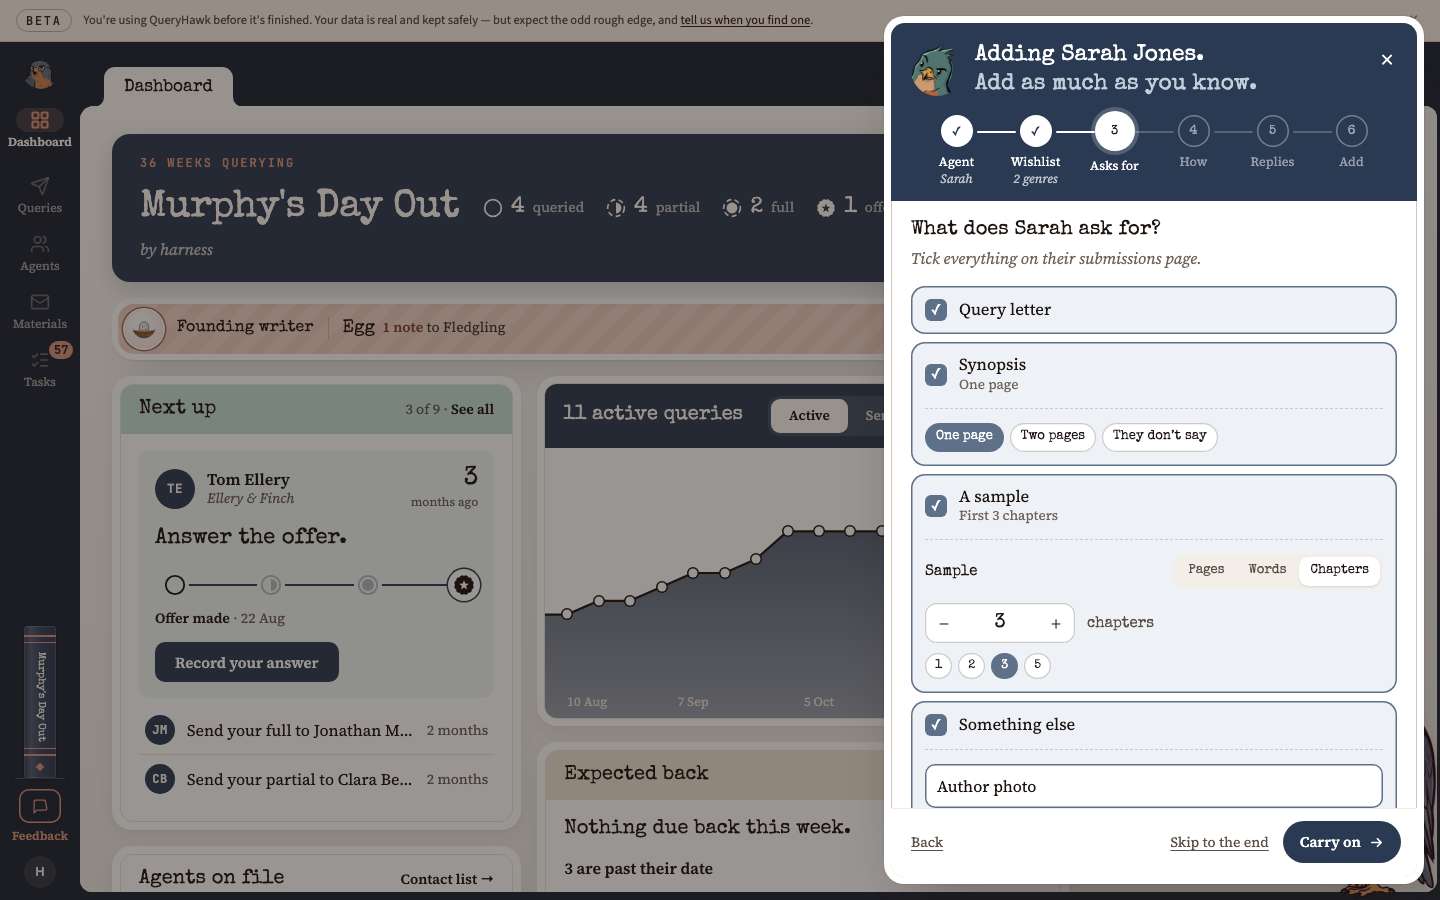 BETA
You're using QueryHawk before it's finished. Your data is real and kept safely — but expect the odd rough edge, and tell us when you find one.
Dashboard
Queries
Agents
Materials
57
Tasks
Murphy's Day Out
Feedback
H
Dashboard
36 WEEKS QUERYING
Murphy's Day Out
4 queried
4 partial
2 full
1
by harness
Founding writer
Egg 1 note to Fledgling
Next up
3 of 9 · See all
TE
Tom Ellery
Ellery & Finch
3
months ago
Answer the offer.
Offer made · 22 Aug
Record your answer
JM Send your full to Jonathan M... 2 months
CB Send your partial to Clara Be... 2 months
Agents on file
Contact list →
11 active queries
Active
10 Aug
7 Sep
5 Oct
Expected back
Nothing due back this week.
3 are past their date
Adding Sarah Jones.
Add as much as you know.
✓ ✓ 3 4 5 6
Agent Wishlist Asks for How Replies Add
Sarah 2 genres
What does Sarah ask for?
Tick everything on their submissions page.
Query letter
Synopsis
One page
One page Two pages They don't say
A sample
First 3 chapters
Sample
Pages Words Chapters
− 3 + chapters
1 2 3 5
Something else
Author photo
Back
Skip to the end
Carry on →